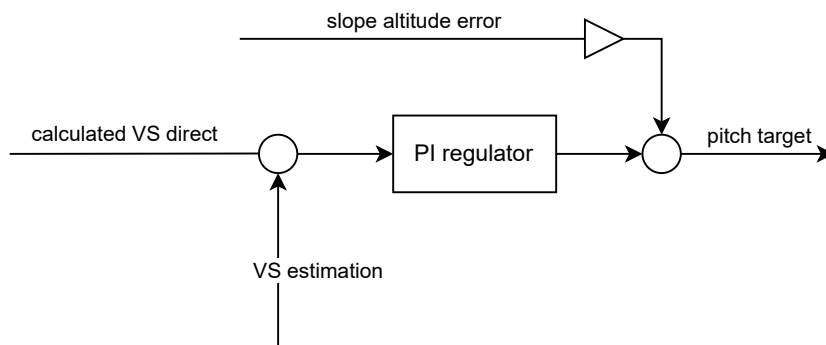 slope altitude error
calculated VS direct
PI regulator
pitch target
VS estimation